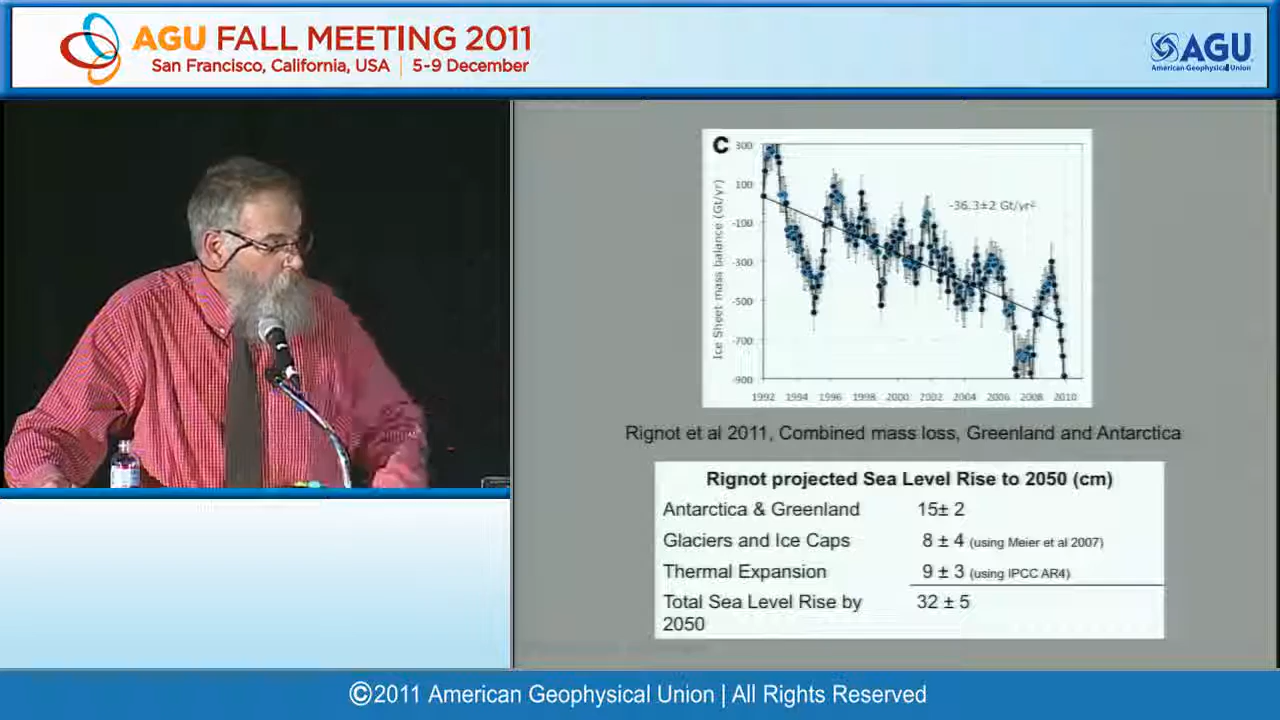 AGU FALL MEETING 2011
San Francisco, California, USA | 5-9 December
AGU
American Geophysical Union
C
300
100
-100
-300
-500
-700
-900
Ice Sheet mass balance (Gt/yr)
-36.3±2 Gt/yr²
1992 1994 1996 1998 2000 2002 2004 2006 2008 2010
Rignot et al 2011, Combined mass loss, Greenland and Antarctica
Rignot projected Sea Level Rise to 2050 (cm)
Antarctica & Greenland 15± 2
Glaciers and Ice Caps 8 ± 4 (using Meier et al 2007)
Thermal Expansion 9 ± 3 (using IPCC AR4)
Total Sea Level Rise by 32 ± 5
2050
©2011 American Geophysical Union | All Rights Reserved